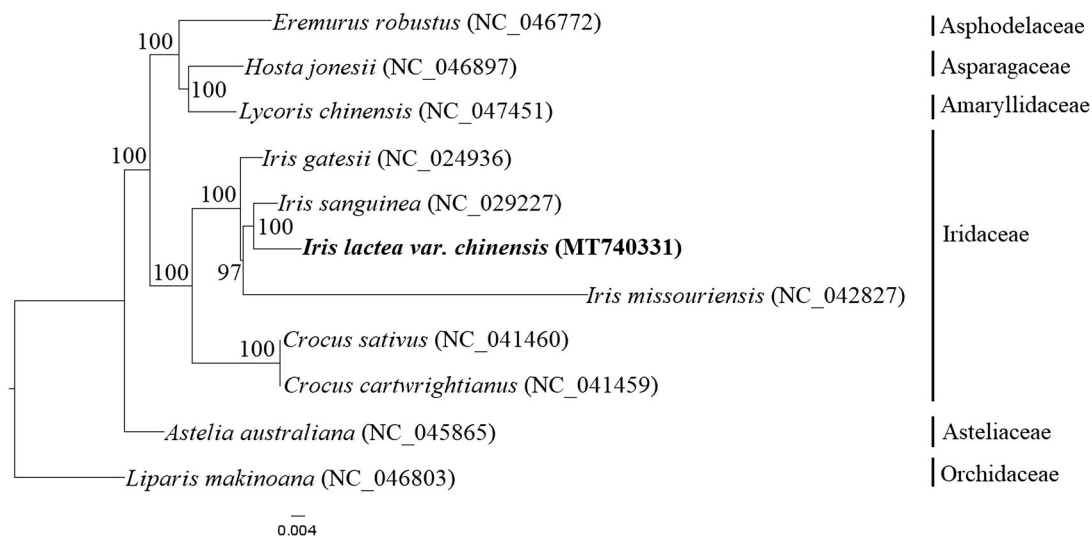 Eremurus robustus (NC_046772)
Asphodelaceae
100
Hosta jonesii (NC_046897)
Asparagaceae
100
Lycoris chinensis (NC_047451)
Amaryllidaceae
100
Iris gatesii (NC_024936)
100
Iris sanguinea (NC_029227)
100
Iridaceae
Iris lactea var. chinensis (MT740331)
100
97
Iris missouriensis (NC_042827)
Crocus sativus (NC_041460)
100
Crocus cartwrightianus (NC_041459)
Astelia australiana (NC_045865)
Asteliaceae
Liparis makinoana (NC_046803)
Orchidaceae
0.004